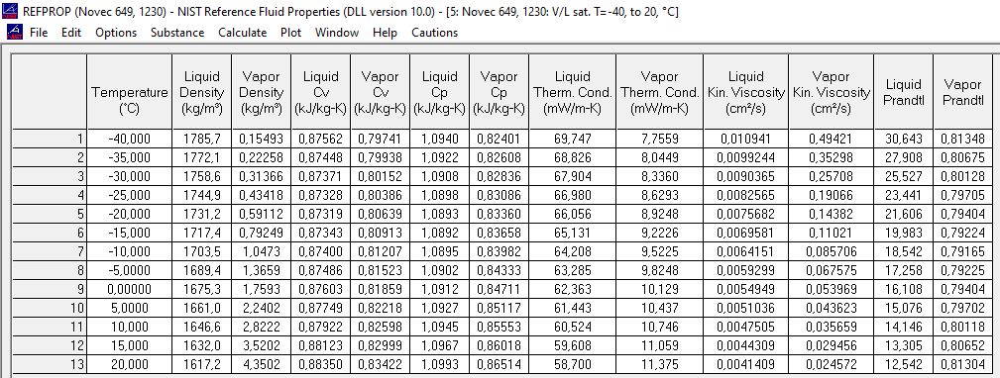 REFPROP (Novec 649, 1230) - NIST Reference Fluid Properties (DLL version 10.0) - [5: Novec 649, 1230: V/L sat. T=-40, to 20, °C]
File Edit Options Substance Calculate Plot Window Help Cautions
Temperature (°C) Liquid Density (kg/m³) Vapor Density (kg/m³) Liquid Cv (kJ/kg-K) Vapor Cv (kJ/kg-K) Liquid Cp (kJ/kg-K) Vapor Cp (kJ/kg-K) Liquid Therm. Cond. (mW/m-K) Vapor Therm. Cond. (mW/m-K) Liquid Kin. Viscosity (cm²/s) Vapor Kin. Viscosity (cm²/s) Liquid Prandtl Vapor Prandtl
1 -40,000 1785,7 0,15493 0,87562 0,79741 1,0940 0,82401 69,747 7,7559 0,010941 0,49421 30,643 0,81348
2 -35,000 1772,1 0,22258 0,87448 0,79938 1,0922 0,82608 68,826 8,0449 0,0099244 0,35298 27,908 0,80675
3 -30,000 1758,6 0,31366 0,87371 0,80152 1,0908 0,82836 67,904 8,3360 0,0090365 0,25708 25,527 0,80128
4 -25,000 1744,9 0,43418 0,87328 0,80386 1,0898 0,83086 66,980 8,6293 0,0082565 0,19066 23,441 0,79705
5 -20,000 1731,2 0,59112 0,87319 0,80639 1,0893 0,83360 66,056 8,9248 0,0075682 0,14382 21,606 0,79404
6 -15,000 1717,4 0,79249 0,87343 0,80913 1,0892 0,83658 65,131 9,2226 0,0069581 0,11021 19,983 0,79224
7 -10,000 1703,5 1,0473 0,87400 0,81207 1,0895 0,83982 64,208 9,5225 0,0064151 0,085706 18,542 0,79165
8 -5,0000 1689,4 1,3659 0,87486 0,81523 1,0902 0,84333 63,285 9,8248 0,0059299 0,067575 17,258 0,79225
9 0,00000 1675,3 1,7593 0,87603 0,81859 1,0912 0,84711 62,363 10,129 0,0054949 0,053969 16,108 0,79404
10 5,0000 1661,0 2,2402 0,87749 0,82218 1,0927 0,85117 61,443 10,437 0,0051036 0,043623 15,076 0,79702
11 10,000 1646,6 2,8222 0,87922 0,82598 1,0945 0,85553 60,524 10,746 0,0047505 0,035659 14,146 0,80118
12 15,000 1632,0 3,5202 0,88123 0,82999 1,0967 0,86018 59,608 11,059 0,0044309 0,029456 13,305 0,80652
13 20,000 1617,2 4,3502 0,88350 0,83422 1,0993 0,86514 58,700 11,375 0,0041409 0,024572 12,542 0,81304